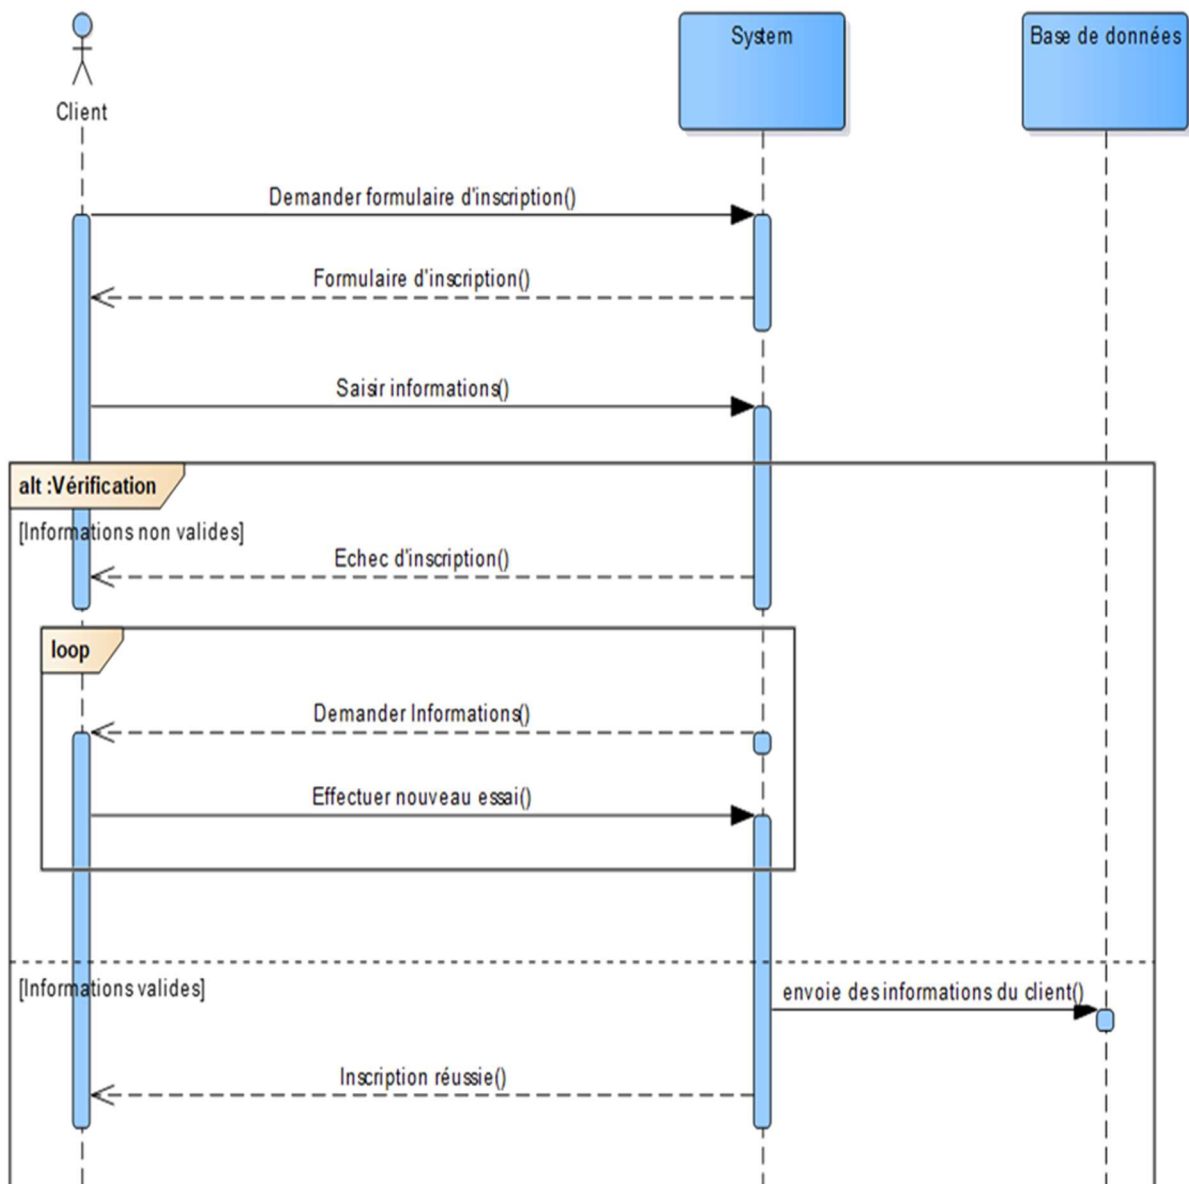 System
Base de données
Client
Demander formulaire d'inscription()
Formulaire d'inscription()
Saisir informations()
alt :Vérification
[Informations non valides]
Echec d'inscription()
loop
Demander Informations()
Effectuer nouveau essai()
[Informations valides]
envoie des informations du client()
Inscription réussie()